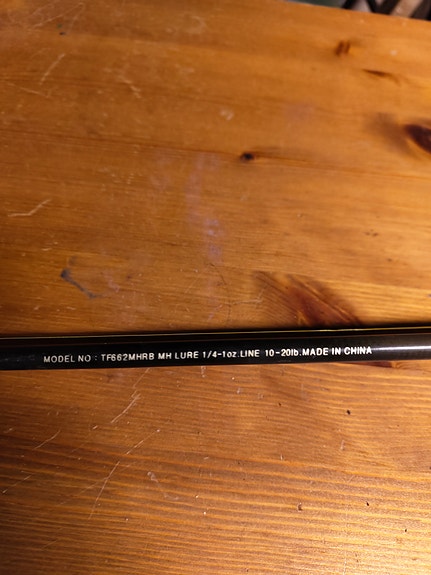 MODEL NO : TF662MHRB MH LURE 1/4-1oz.LINE 10-20lb.MADE IN CHINA